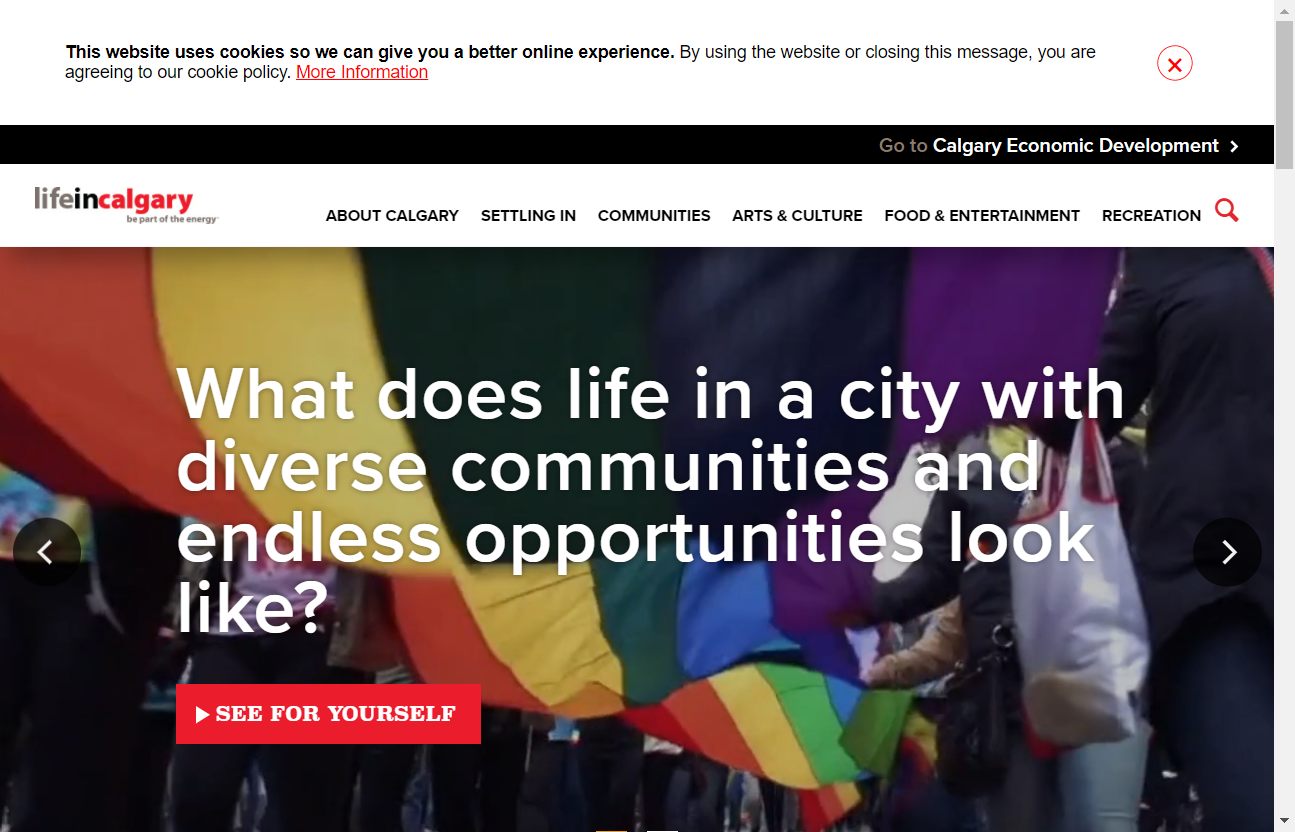 This website uses cookies so we can give you a better online experience. By using the website or closing this message, you are
agreeing to our cookie policy. More Information
Go to Calgary Economic Development
lifeincalgary
be part of the energy
ABOUT CALGARY SETTLING IN COMMUNITIES ARTS & CULTURE FOOD & ENTERTAINMENT RECREATION
What does life in a city with
diverse communities and
endless opportunities look
like?
SEE FOR YOURSELF